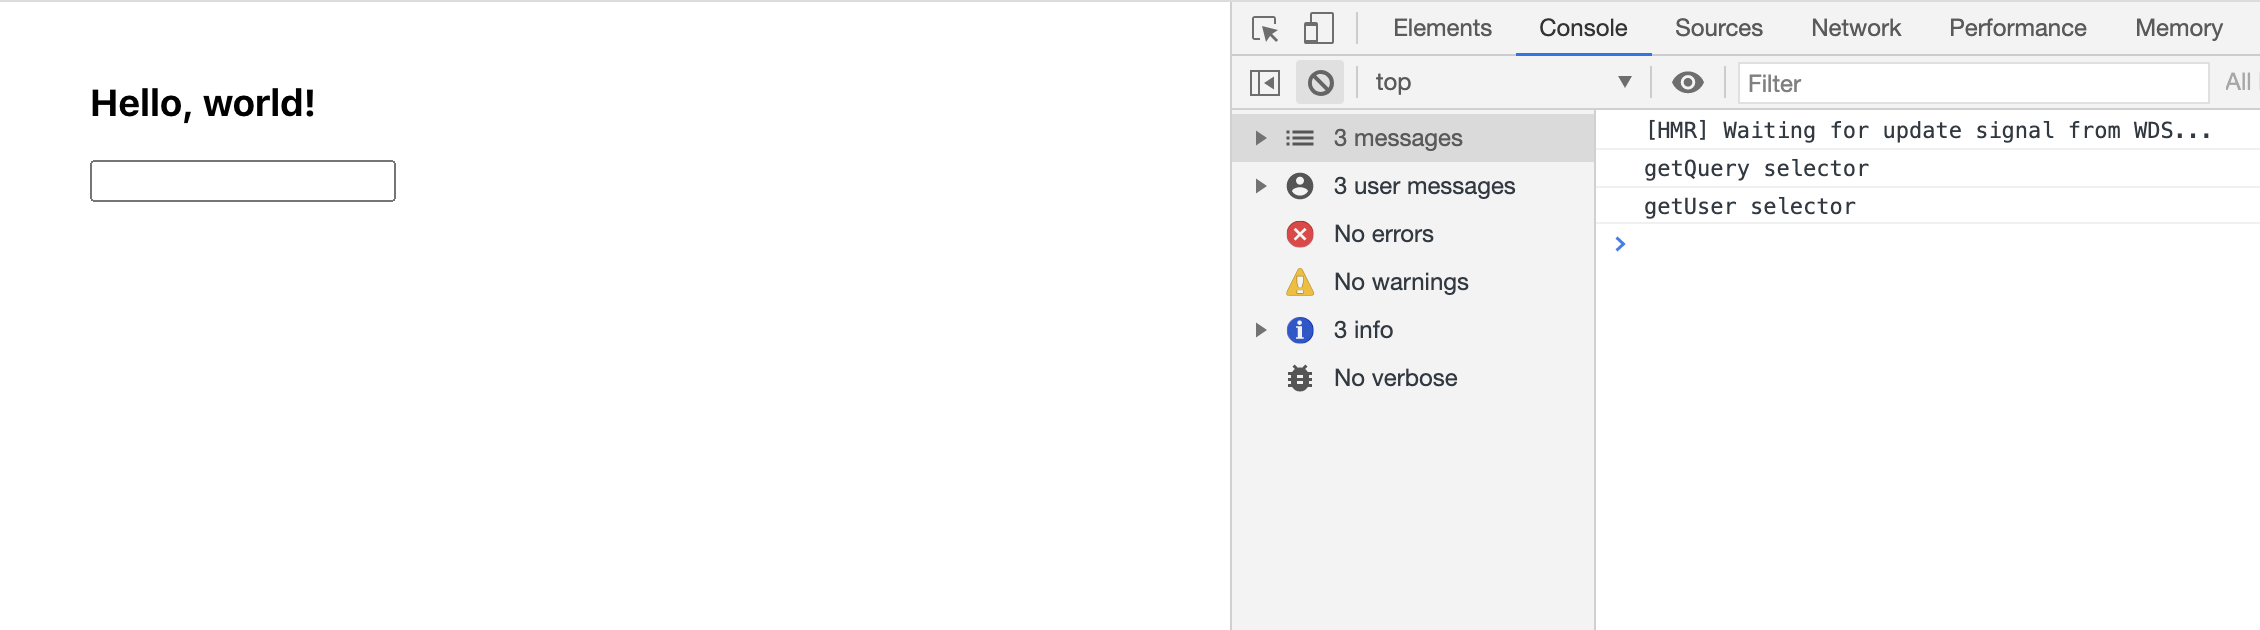 Hello, world!
Elements Console Sources Network Performance Memory
top ▼ Filter All
3 messages
3 user messages
No errors
No warnings
3 info
No verbose
[HMR] Waiting for update signal from WDS...
getQuery selector
getUser selector
>